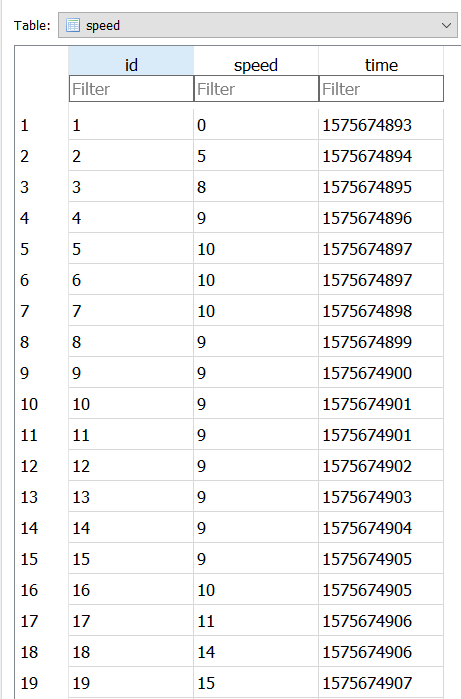 Table: speed
id speed time
Filter Filter Filter
1 1 0 1575674893
2 2 5 1575674894
3 3 8 1575674895
4 4 9 1575674896
5 5 10 1575674897
6 6 10 1575674897
7 7 10 1575674898
8 8 9 1575674899
9 9 9 1575674900
10 10 9 1575674901
11 11 9 1575674901
12 12 9 1575674902
13 13 9 1575674903
14 14 9 1575674904
15 15 9 1575674905
16 16 10 1575674905
17 17 11 1575674906
18 18 14 1575674906
19 19 15 1575674907